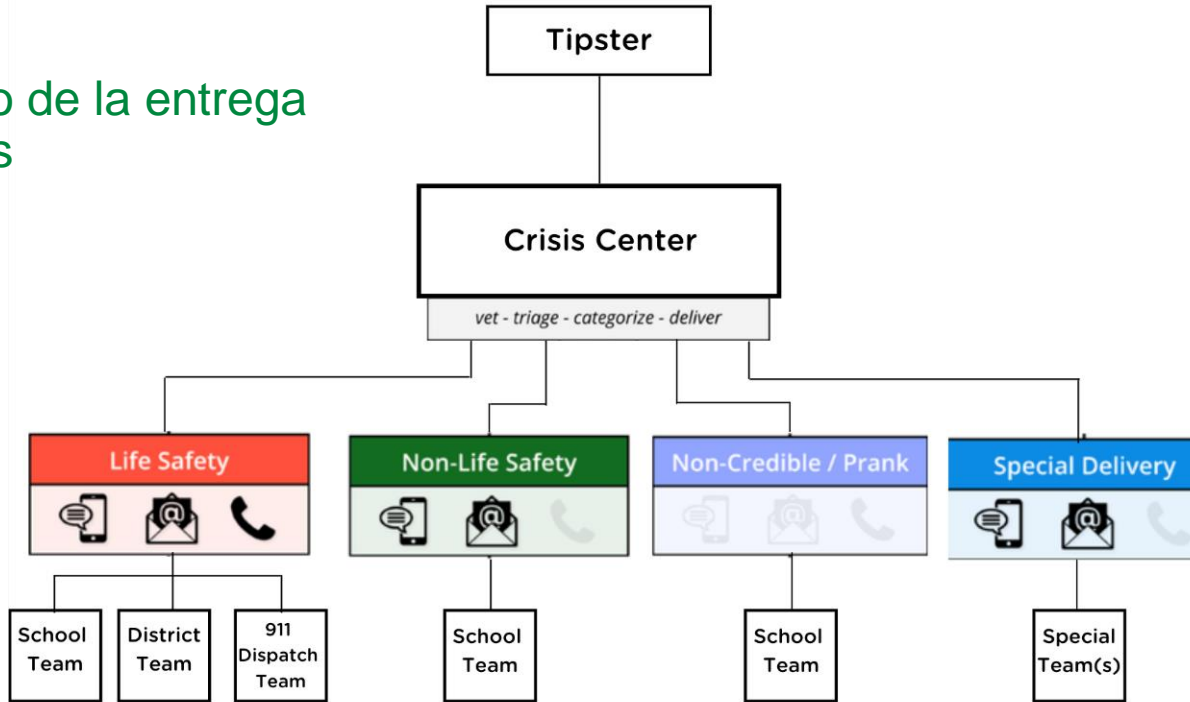 o de la entrega
s
Tipster
Crisis Center
vet - triage - categorize - deliver
Life Safety
Non-Life Safety
Non-Credible / Prank
Special Delivery
School
Team
District
Team
911
Dispatch
Team
School
Team
School
Team
Special
Team(s)